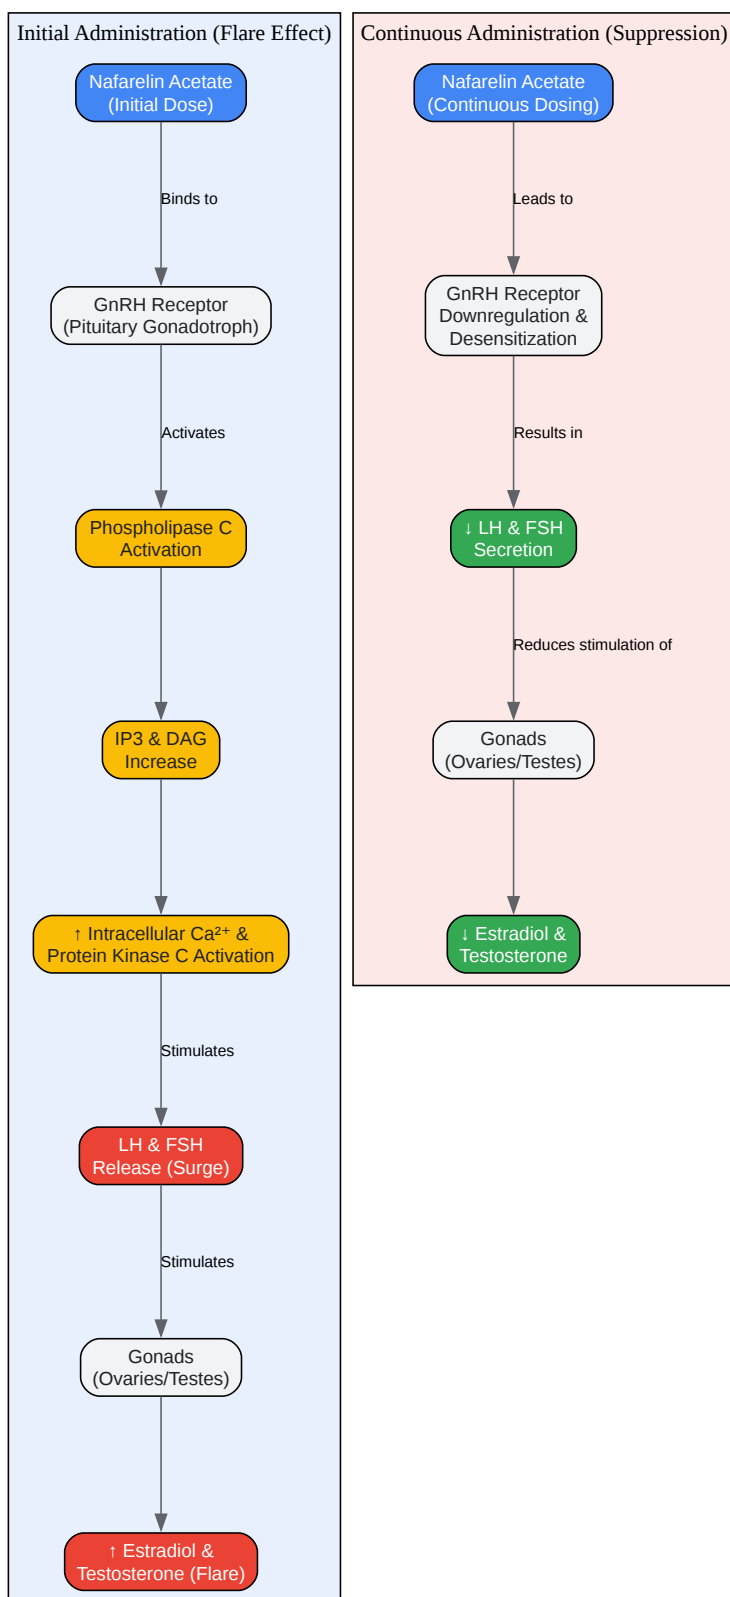 Initial Administration (Flare Effect)
Nafarelin Acetate
(Initial Dose)
Binds to
GnRH Receptor
(Pituitary Gonadotroph)
Activates
Phospholipase C
Activation
IP3 & DAG
Increase
↑ Intracellular Ca²⁺ &
Protein Kinase C Activation
Stimulates
LH & FSH
Release (Surge)
Stimulates
Gonads
(Ovaries/Testes)
↑ Estradiol &
Testosterone (Flare)
Continuous Administration (Suppression)
Nafarelin Acetate
(Continuous Dosing)
Leads to
GnRH Receptor
Downregulation &
Desensitization
Results in
↓ LH & FSH
Secretion
Reduces stimulation of
Gonads
(Ovaries/Testes)
↓ Estradiol &
Testosterone